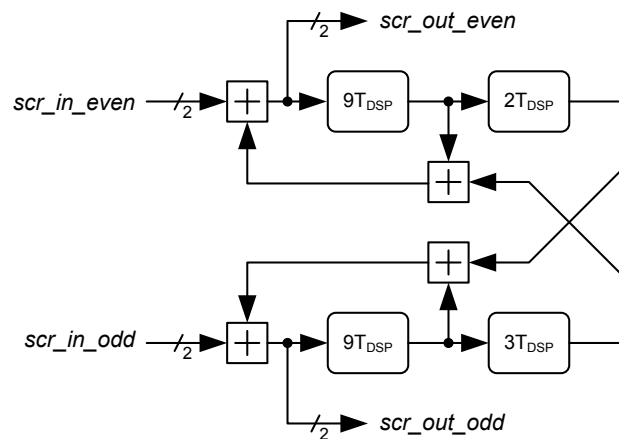 scr_out_even
2
scr_in_even
2
+
9T_DSP
2T_DSP
+
+
scr_in_odd
2
+
9T_DSP
3T_DSP
2
scr_out_odd